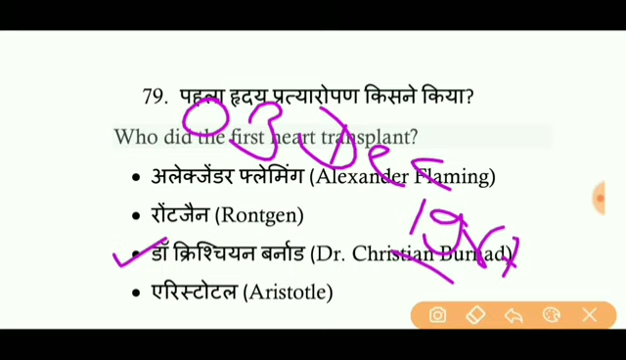 79. पहला हृदय प्रत्यारोपण किसने किया?
03 Dec
Who did the first heart transplant?
• अलेक्जेंडर फ्लेमिंग (Alexander Flaming)
• रोंटजैन (Rontgen)
• डॉ क्रिश्चियन बर्नाड (Dr. Christian Burnad)
• एरिस्टोटल (Aristotle)